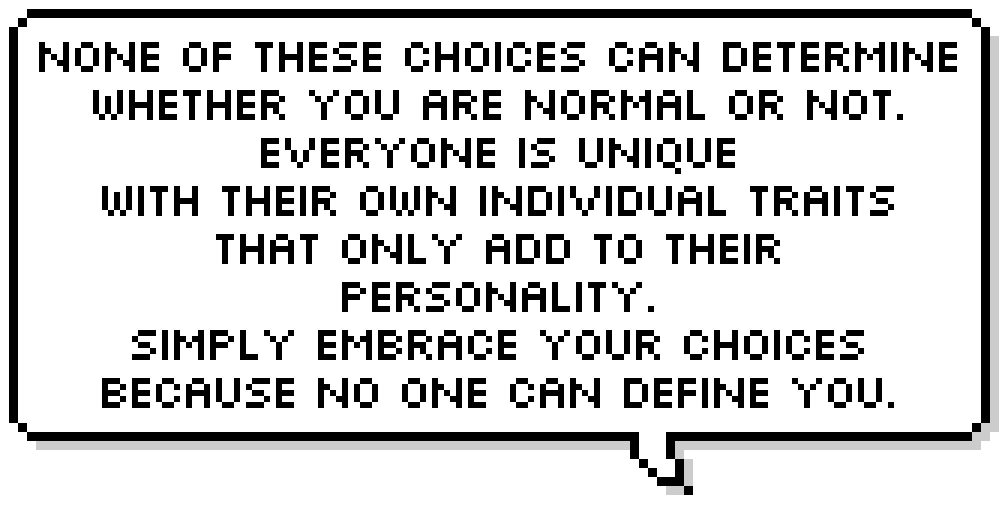 NONE OF THESE CHOICES CAN DETERMINE
WHETHER YOU ARE NORMAL OR NOT.
EVERYONE IS UNIQUE
WITH THEIR OWN INDIVIDUAL TRAITS
THAT ONLY ADD TO THEIR
PERSONALITY.
SIMPLY EMBRACE YOUR CHOICES
BECAUSE NO ONE CAN DEFINE YOU.